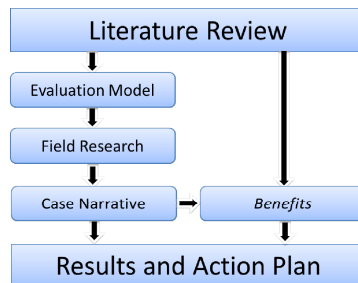 Literature Review
Evaluation Model
Field Research
Case Narrative
Benefits
Results and Action Plan